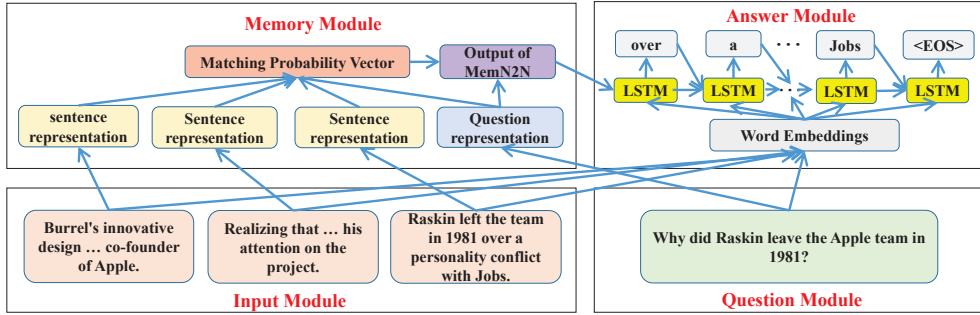 Memory Module
Matching Probability Vector
Output of
MemN2N
sentence
representation
Sentence
representation
Sentence
representation
Question
representation
Answer Module
over
a
. . .
Jobs
<EOS>
LSTM
LSTM
. . .
LSTM
LSTM
Word Embeddings
Burrel's innovative
design ... co-founder
of Apple.
Realizing that ... his
attention on the
project.
Raskin left the team
in 1981 over a
personality conflict
with Jobs.
Input Module
Why did Raskin leave the Apple team in
1981?
Question Module